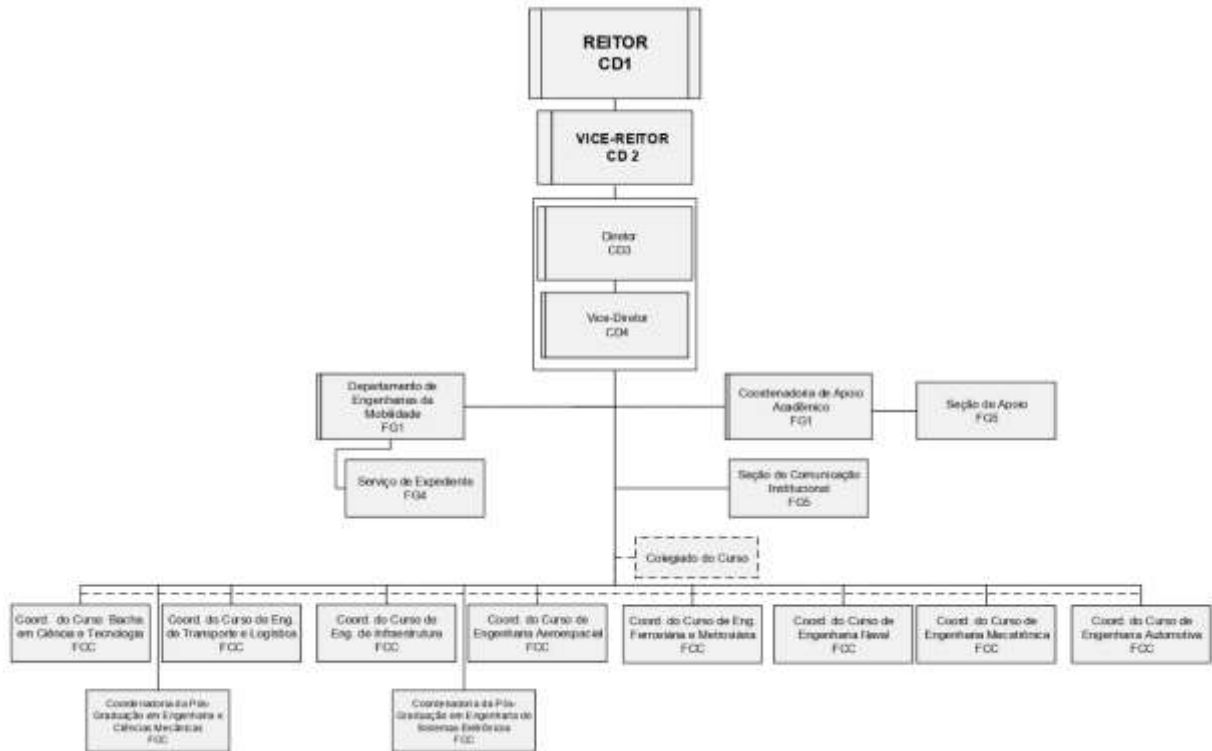 REITOR
CD1
VICE-REITOR
CD 2
Diretor
CD3
Vice-Diretor
CD4
Departamento de
Engenharias da
Mobilidade
FG1
Coordenadoria de Apoio
Acadêmico
FG1
Seção de Apoio
FG5
Serviço de Expediente
FG4
Seção de Comunicação
Institucional
FG5
Colegiado do Curso
Coord. do Curso Bacha.
em Ciência e Tecnologia
FCC
Coord. do Curso de Eng.
de Transporte e Logística
FCC
Coord. do Curso de
Eng. de Infraestrutura
FCC
Coord. do Curso de
Engenharia Aeroespacial
FCC
Coord. do Curso de Eng.
Ferroviária e Metroviária
FCC
Coord. do Curso de
Engenharia Naval
FCC
Coord. do Curso de
Engenharia Mecatrônica
FCC
Coord. do Curso de
Engenharia Automotiva
FCC
Coordenadoria da Pós-
Graduação em Engenharia e
Ciências Mecânicas
FCC
Coordenadoria da Pós-
Graduação em Engenharia de
Sistemas Eletrônicos
FCC